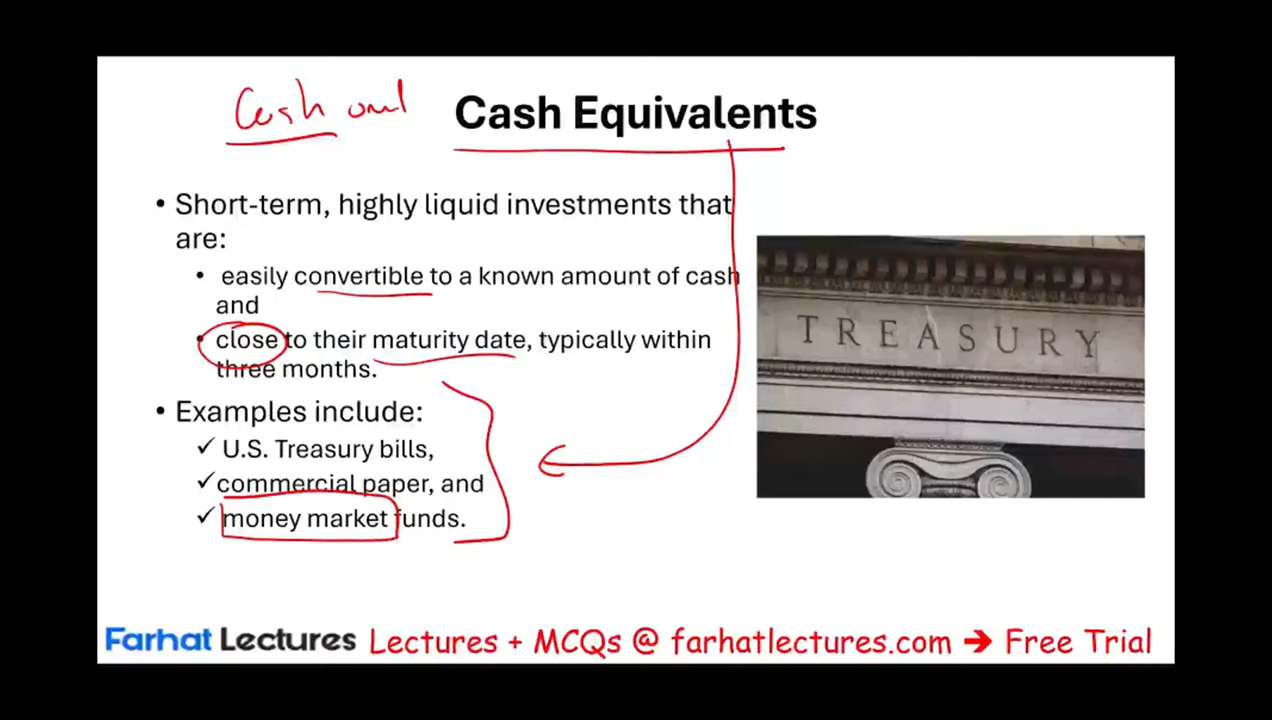 Cash and Cash Equivalents
• Short-term, highly liquid investments that
are:
• easily convertible to a known amount of cash
and
• close to their maturity date, typically within
three months.
• Examples include:
✓ U.S. Treasury bills,
✓ commercial paper, and
✓ money market funds.
TREASURY
Farhat Lectures Lectures + MCQs @ farhatlectures.com → Free Trial